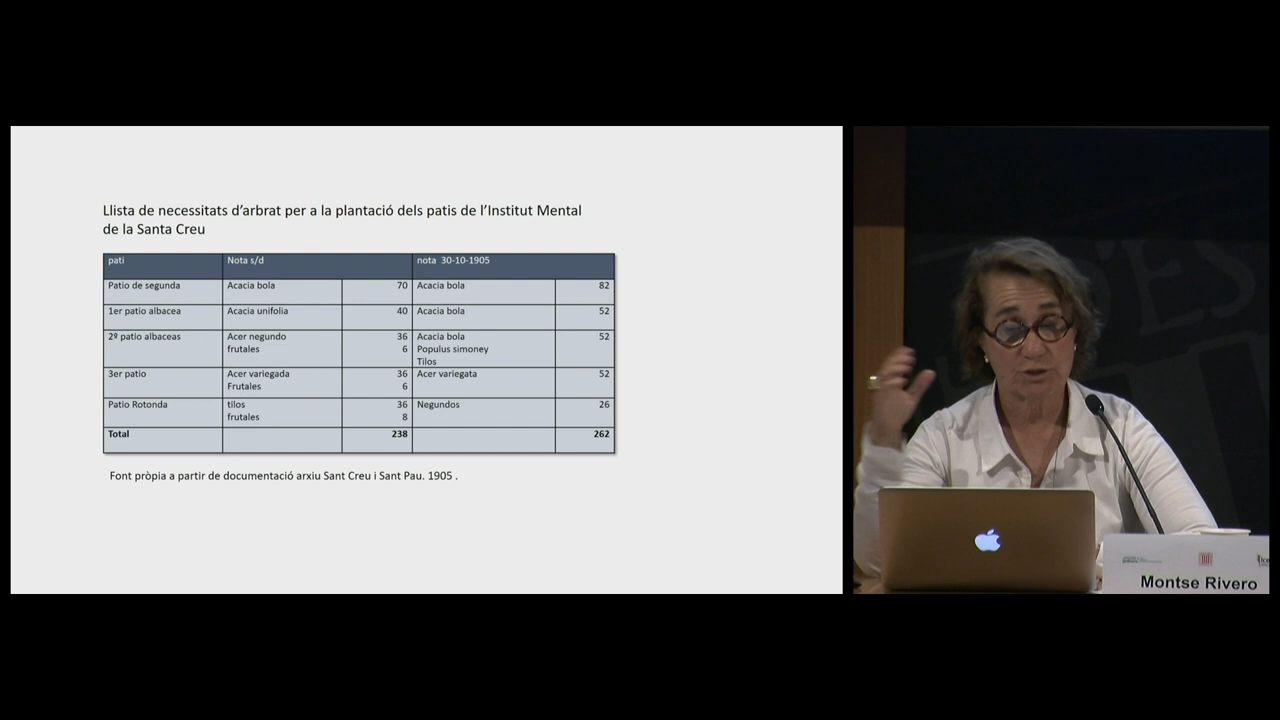 Llista de necessitats d'arbrat per a la plantació dels patis de l'Institut Mental
de la Santa Creu
pati Nota s/d nota 30-10-1905
Patio de segunda Acacia bola 70 Acacia bola 82
1er patio albacea Acacia unifolia 40 Acacia bola 52
2º patio albaceas Acer negundo 36 Acacia bola 52
frutales 6 Populus simoney
Tilos
3er patio Acer variegada 36 Acer variegata 52
Frutales 6
Patio Rotonda tilos 36 Negundos 26
frutales 8
Total 238 262
Font pròpia a partir de documentació arxiu Sant Creu i Sant Pau. 1905 .
Montse Rivero